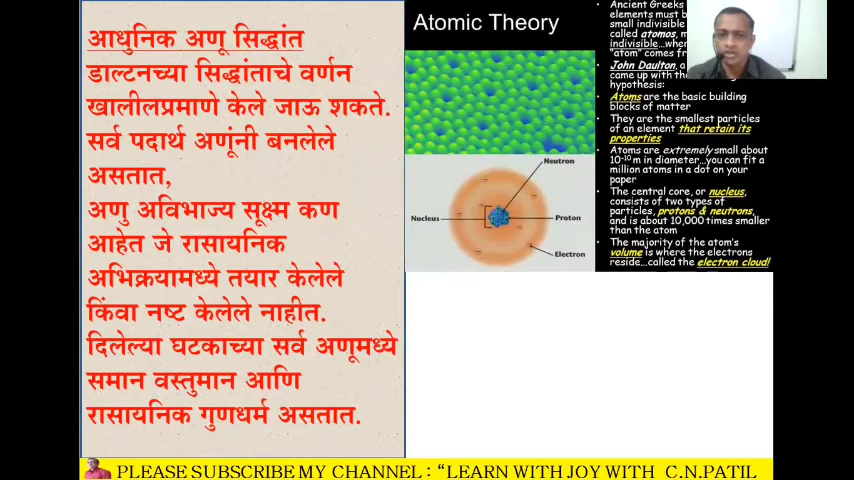 आधुनिक अणू सिद्धांत
डाल्टनच्या सिद्धांताचे वर्णन
खालीलप्रमाणे केले जाऊ शकते.
सर्व पदार्थ अणूंनी बनलेले
असतात,
अणु अविभाज्य सूक्ष्म कण
आहेत जे रासायनिक
अभिक्रयामध्ये तयार केलेले
किंवा नष्ट केलेले नाहीत.
दिलेल्या घटकाच्या सर्व अणूमध्ये
समान वस्तुमान आणि
रासायनिक गुणधर्म असतात.
Atomic Theory
Neutron
Nucleus
Proton
Electron
• Ancient Greeks
elements must b
small indivisible
called atomos, m
indivisible...wher
"atom" comes fr
• John Daulton, a
came up with the
hypothesis:
• Atoms are the basic building
blocks of matter
• They are the smallest particles
of an element that retain its
properties
• Atoms are extremely small about
10⁻¹⁰ m in diameter...you can fit a
million atoms in a dot on your
paper
• The central core, or nucleus,
consists of two types of
particles, protons & neutrons,
and is about 10,000 times smaller
than the atom
• The majority of the atom's
volume is where the electrons
reside...called the electron cloud!
PLEASE SUBSCRIBE MY CHANNEL : “LEARN WITH JOY WITH C.N.PATIL